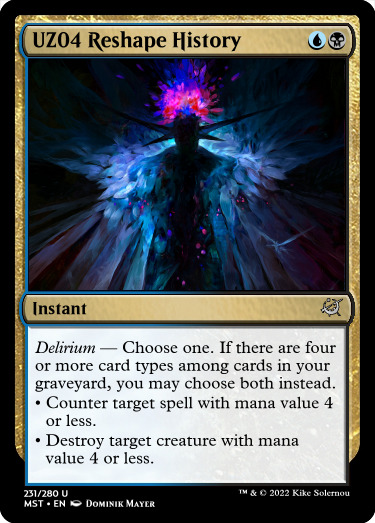 UZ04 Reshape History
Instant
Delirium — Choose one. If there are four
or more card types among cards in your
graveyard, you may choose both instead.
• Counter target spell with mana value 4
or less.
• Destroy target creature with mana
value 4 or less.
231/280 U
MST • EN Dominik Mayer
™ & © 2022 Kike Solernou